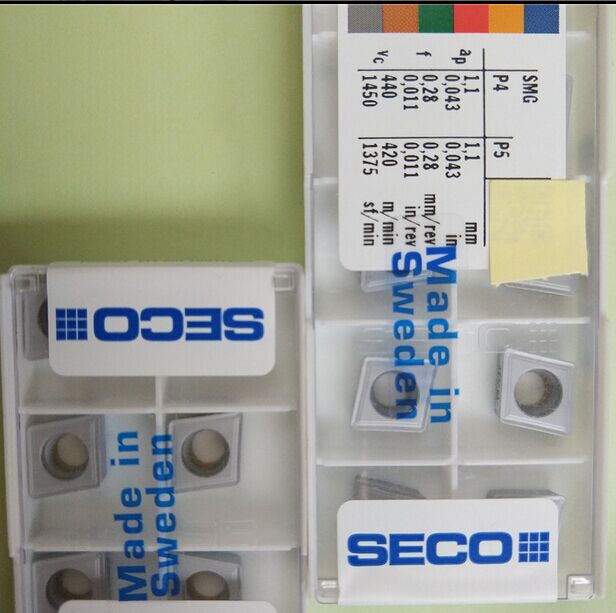 SMG
P4 P5
ap 1,1 1,1 mm
0,043 0,043 in
f 0,28 0,28 mm/rev
0,011 0,011 in/rev
vc 440 420 m/min
1450 1375 sf/min
Made in
Sweden
SECO
SECO
Made in
Sweden